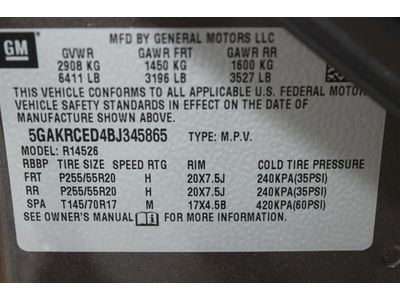 GM
MFD BY GENERAL MOTORS LLC
GVWR GAWR FRT GAWR RR
2908 KG 1450 KG 1600 KG
6411 LB 3196 LB 3527 LB
THIS VEHICLE CONFORMS TO ALL APPLICABLE U.S. FEDERAL MOTOR
VEHICLE SAFETY STANDARDS IN EFFECT ON THE DATE OF
MANUFACTURE SHOWN ABOVE.
5GAKRCED4BJ345865 TYPE: M.P.V.
MODEL: R14526
RBBP TIRE SIZE SPEED RTG RIM COLD TIRE PRESSURE
FRT P255/55R20 H 20X7.5J 240KPA(35PSI)
RR P255/55R20 H 20X7.5J 240KPA(35PSI)
SPA T145/70R17 M 17X4.5B 420KPA(60PSI)
SEE OWNER'S MANUAL FOR MORE INFORMATION.